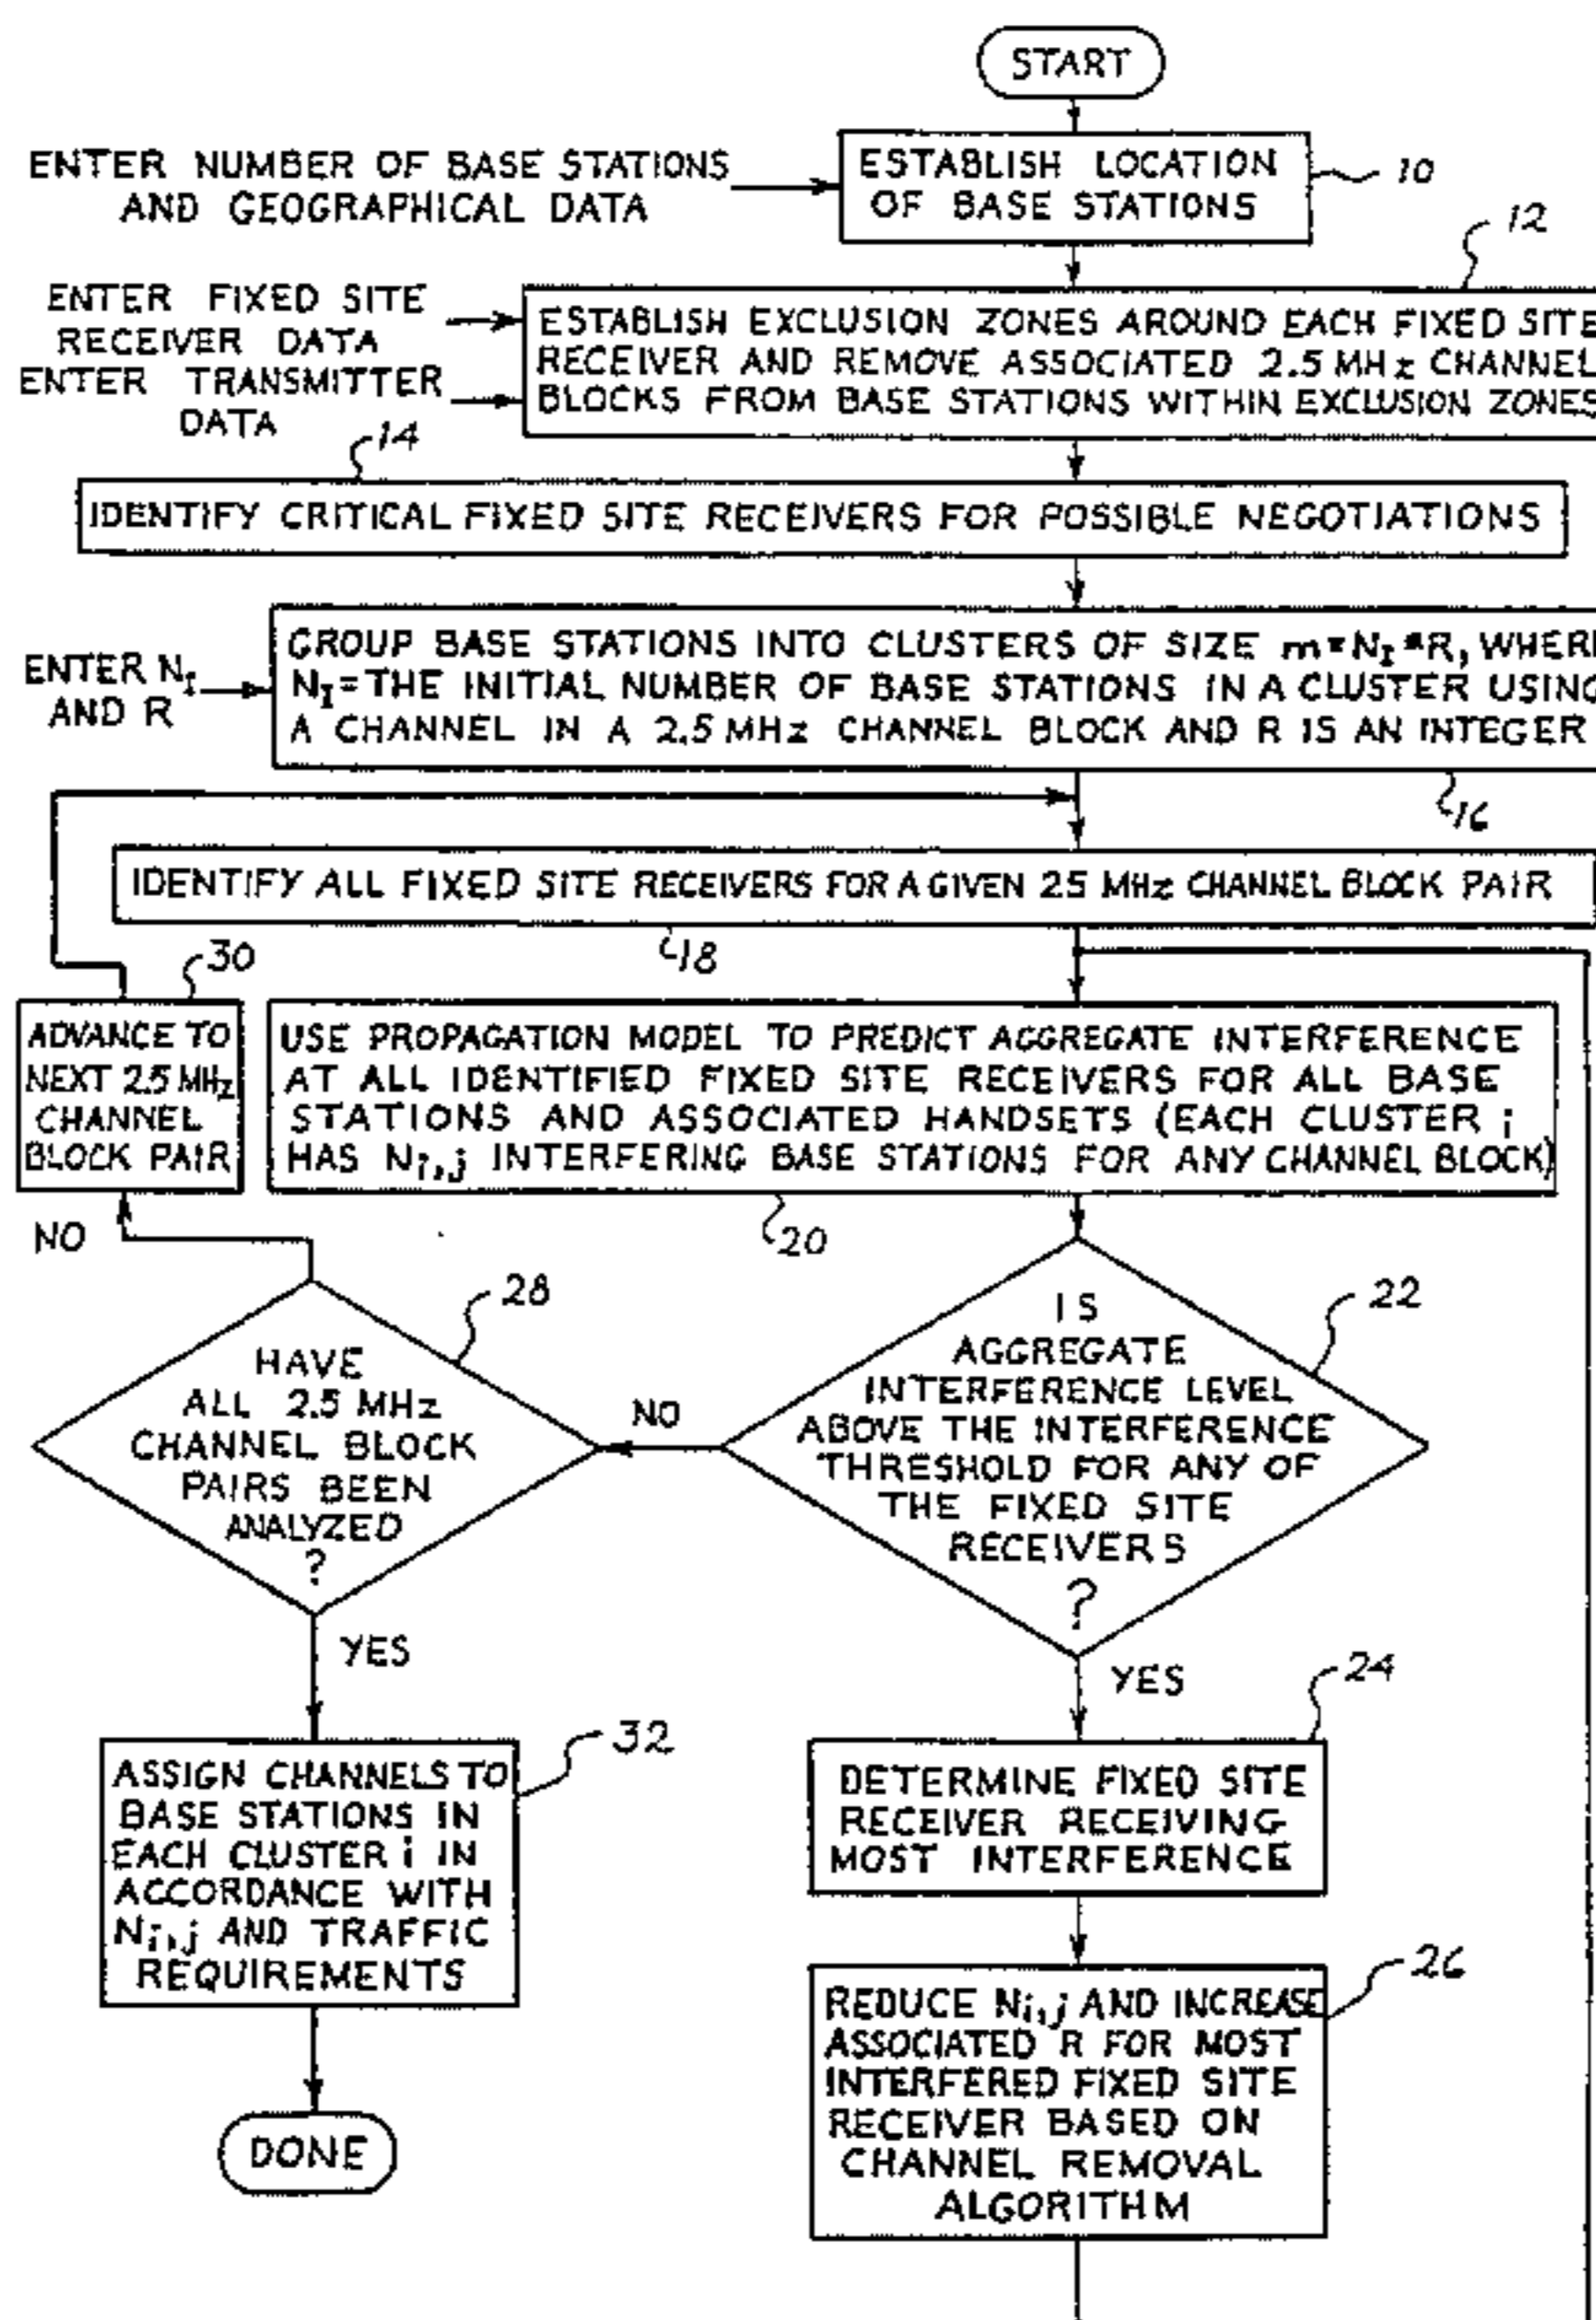 START
ENTER NUMBER OF BASE STATIONS
AND GEOGRAPHICAL DATA
ESTABLISH LOCATION
OF BASE STATIONS
10
12
ENTER FIXED SITE
RECEIVER DATA
ENTER TRANSMITTER
DATA
ESTABLISH EXCLUSION ZONES AROUND EACH FIXED SITE
RECEIVER AND REMOVE ASSOCIATED 2.5 MHz CHANNEL
BLOCKS FROM BASE STATIONS WITHIN EXCLUSION ZONES
14
IDENTIFY CRITICAL FIXED SITE RECEIVERS FOR POSSIBLE NEGOTIATIONS
ENTER N_I
AND R
GROUP BASE STATIONS INTO CLUSTERS OF SIZE m=N_I*R, WHERE
N_I=THE INITIAL NUMBER OF BASE STATIONS IN A CLUSTER USING
A CHANNEL IN A 2.5 MHz CHANNEL BLOCK AND R IS AN INTEGER
16
IDENTIFY ALL FIXED SITE RECEIVERS FOR A GIVEN 25 MHz CHANNEL BLOCK PAIR
18
30
ADVANCE TO
NEXT 25 MHz
CHANNEL
BLOCK PAIR
USE PROPAGATION MODEL TO PREDICT AGGREGATE INTERFERENCE
AT ALL IDENTIFIED FIXED SITE RECEIVERS FOR ALL BASE
STATIONS AND ASSOCIATED HANDSETS (EACH CLUSTER i
HAS N_i,j INTERFERING BASE STATIONS FOR ANY CHANNEL BLOCK)
NO
20
28
HAVE
ALL 2.5 MHz
CHANNEL BLOCK
PAIRS BEEN
ANALYZED
?
NO
22
IS
AGGREGATE
INTERFERENCE LEVEL
ABOVE THE INTERFERENCE
THRESHOLD FOR ANY OF
THE FIXED SITE
RECEIVERS
?
YES
YES
24
32
ASSIGN CHANNELS TO
BASE STATIONS IN
EACH CLUSTER i IN
ACCORDANCE WITH
N_i,j AND TRAFFIC
REQUIREMENTS
DETERMINE FIXED SITE
RECEIVER RECEIVING
MOST INTERFERENCE
26
REDUCE N_i,j AND INCREASE
ASSOCIATED R FOR MOST
INTERFERED FIXED SITE
RECEIVER BASED ON
CHANNEL REMOVAL
ALGORITHM
DONE